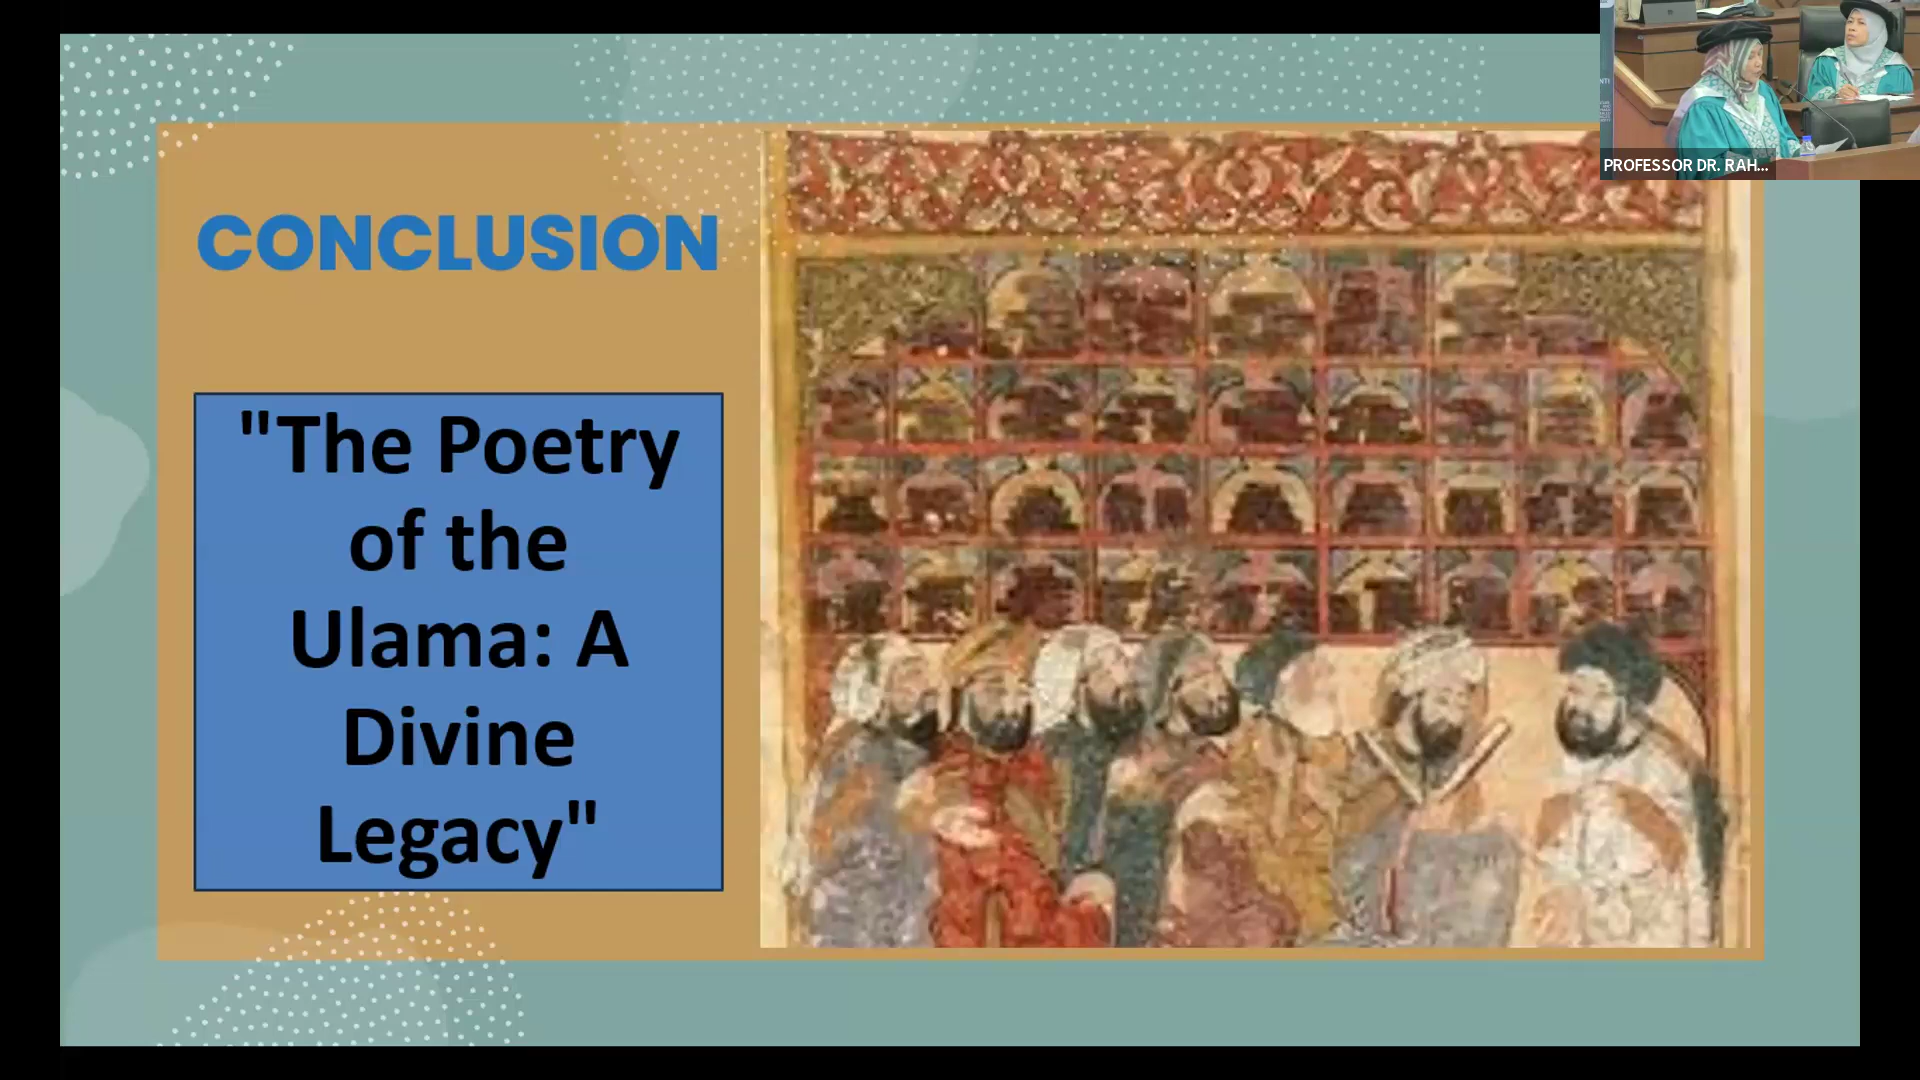 CONCLUSION
"The Poetry
of the
Ulama: A
Divine
Legacy"
PROFESSOR DR. RAH...